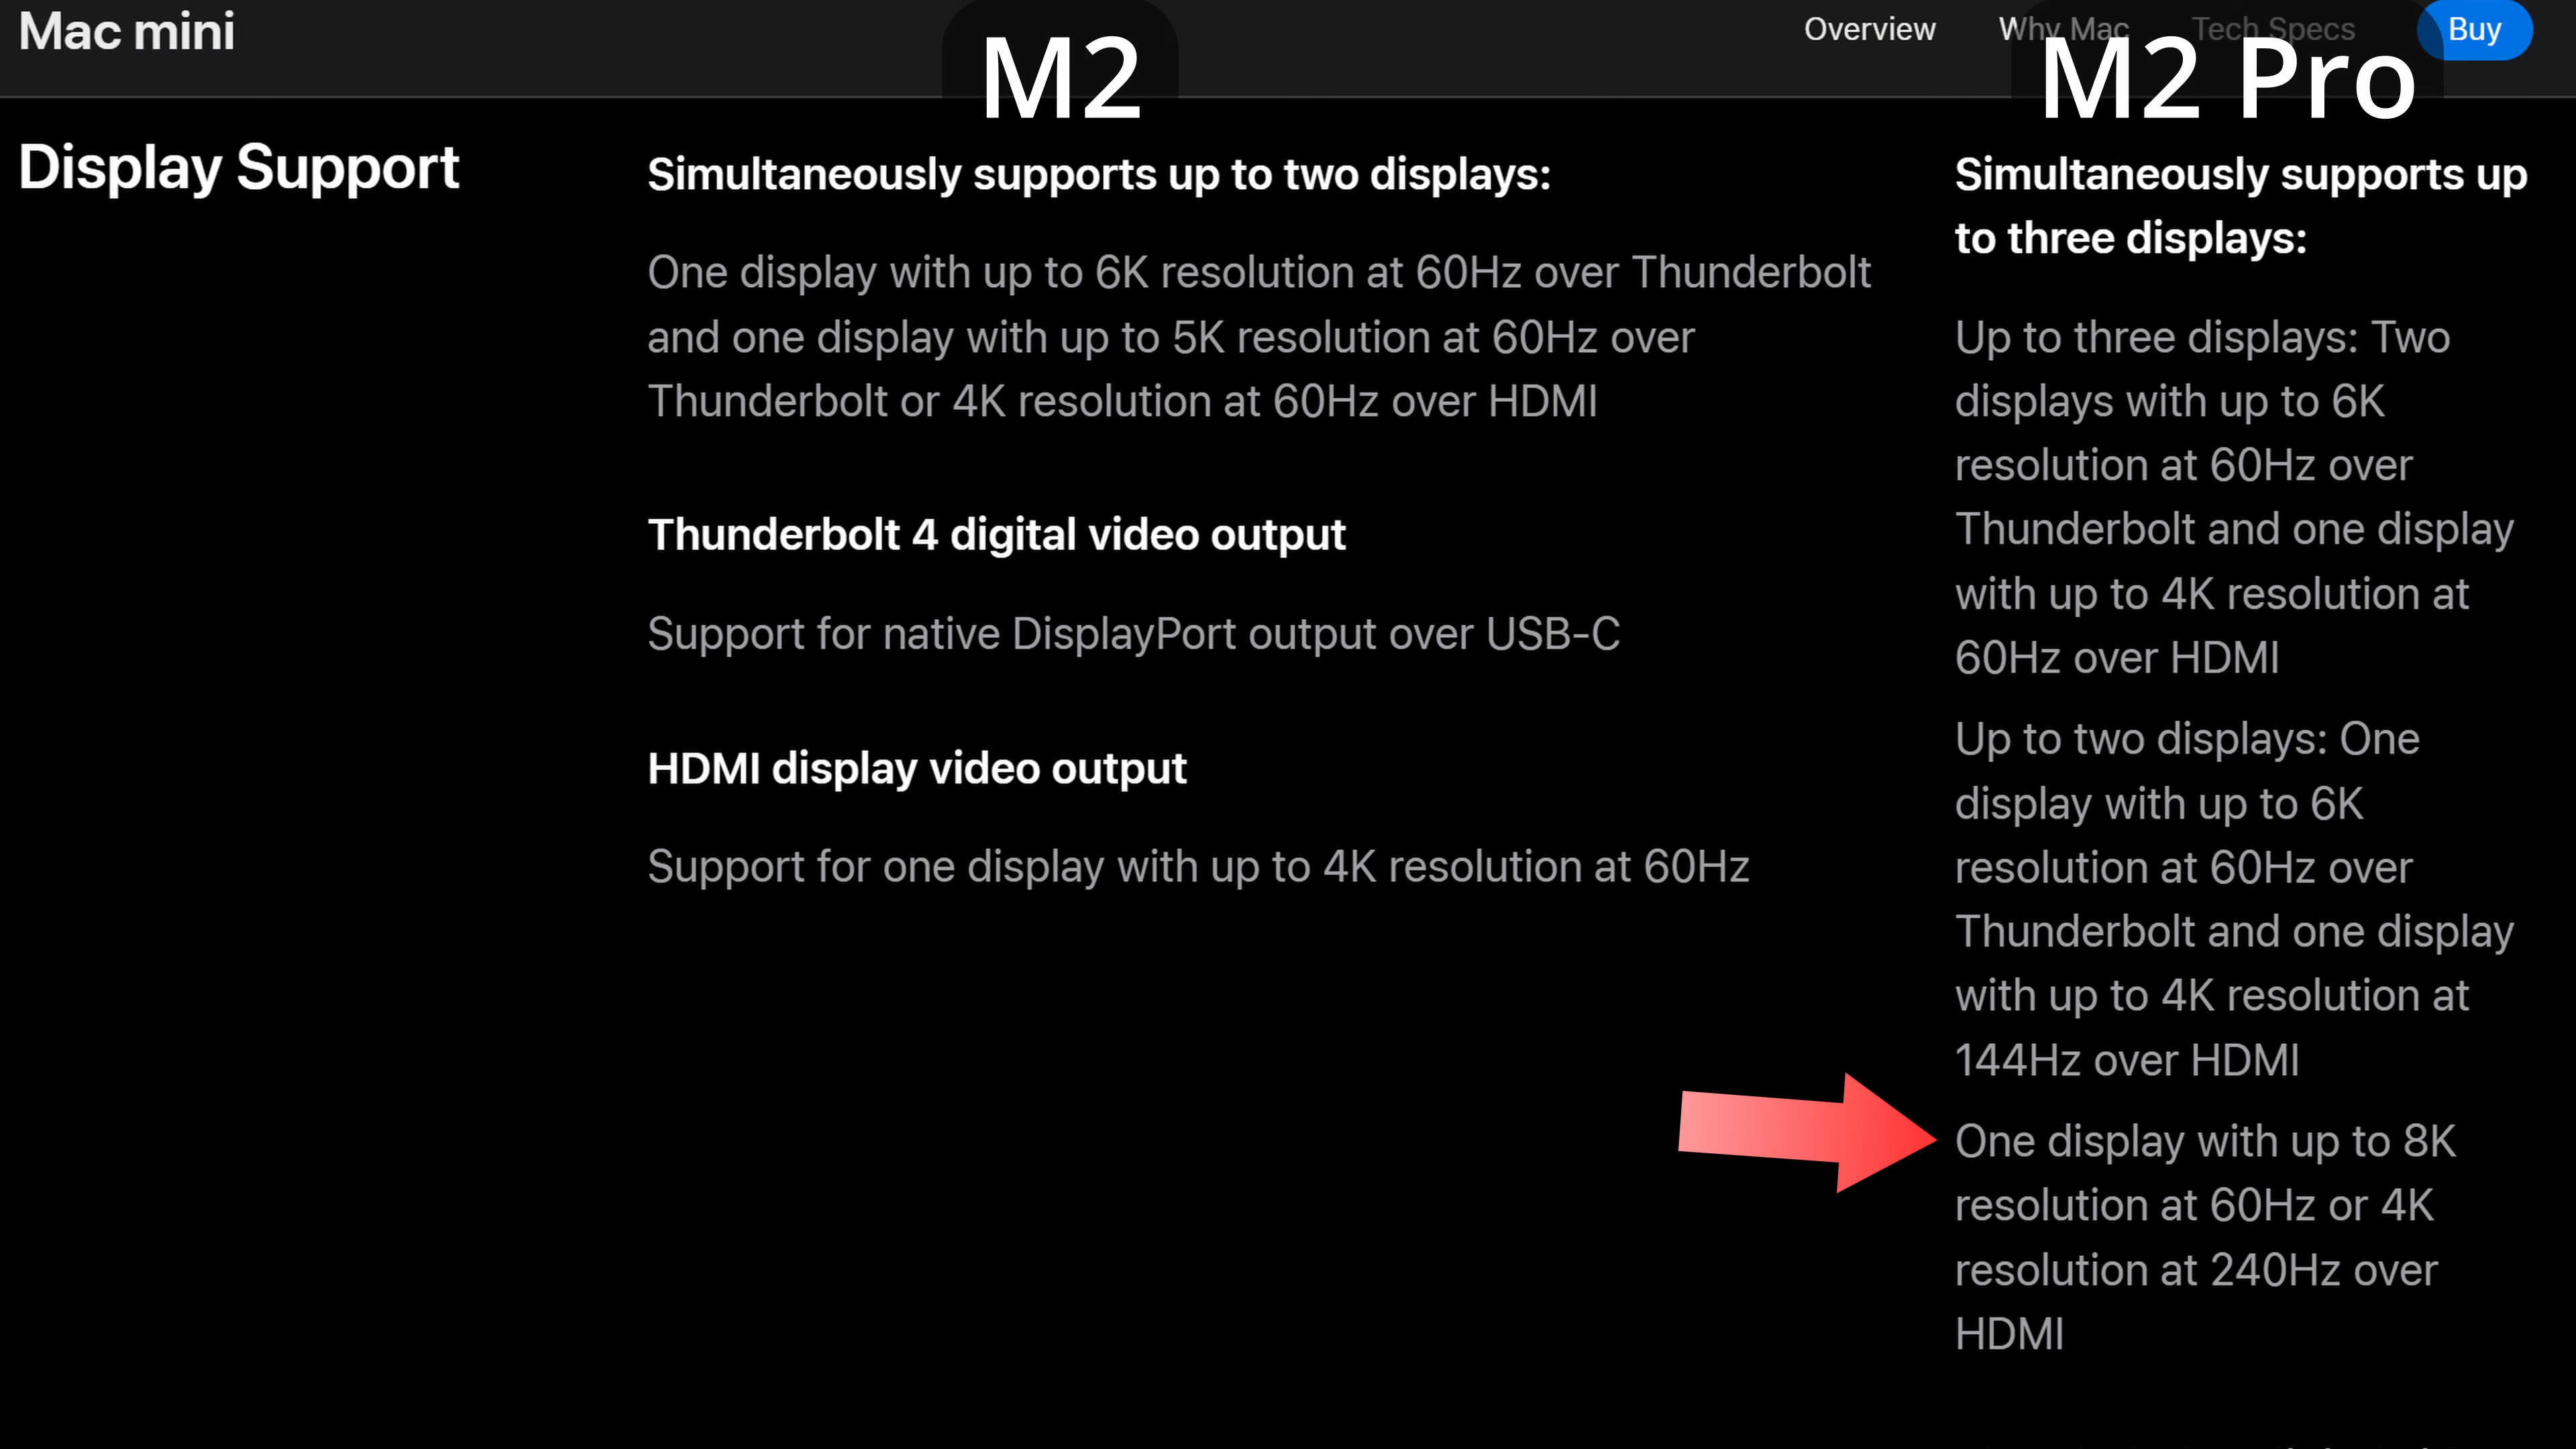 Mac mini
Overview
Why Mac
Tech Specs
Buy
M2
M2 Pro
Display Support
Simultaneously supports up to two displays:
One display with up to 6K resolution at 60Hz over Thunderbolt
and one display with up to 5K resolution at 60Hz over
Thunderbolt or 4K resolution at 60Hz over HDMI
Thunderbolt 4 digital video output
Support for native DisplayPort output over USB-C
HDMI display video output
Support for one display with up to 4K resolution at 60Hz
Simultaneously supports up
to three displays:
Up to three displays: Two
displays with up to 6K
resolution at 60Hz over
Thunderbolt and one display
with up to 4K resolution at
60Hz over HDMI
Up to two displays: One
display with up to 6K
resolution at 60Hz over
Thunderbolt and one display
with up to 4K resolution at
144Hz over HDMI
One display with up to 8K
resolution at 60Hz or 4K
resolution at 240Hz over
HDMI